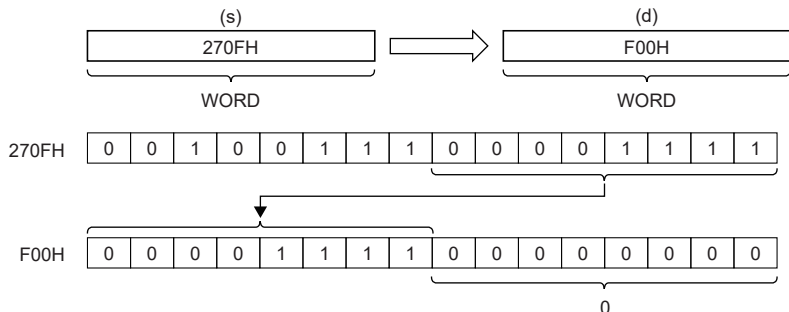 (s) (d)
270FH F00H
WORD WORD
270FH 0 0 1 0 0 1 1 1 0 0 0 0 1 1 1 1
F00H 0 0 0 0 1 1 1 1 0 0 0 0 0 0 0 0
0